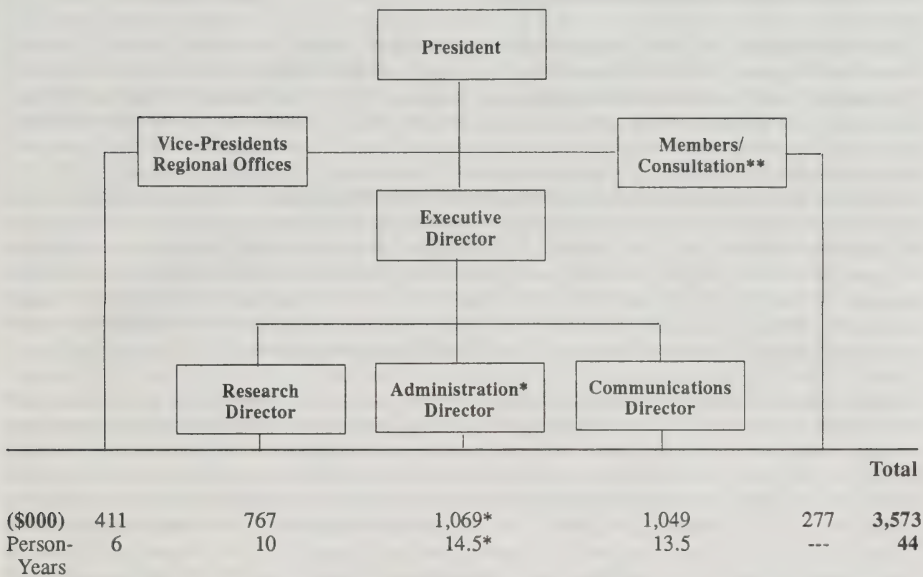 President
Vice-Presidents
Regional Offices
Members/
Consultation**
Executive
Director
Research
Director
Administration*
Director
Communications
Director
Total
($000) 411 767 1,069* 1,049 277 3,573
Person- 6 10 14.5* 13.5 --- 44
Years